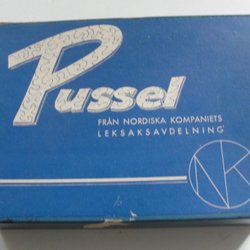 Pussel
FRÅN NORDISKA KOMPANIETS
LEKSAKSAVDELNING
NK